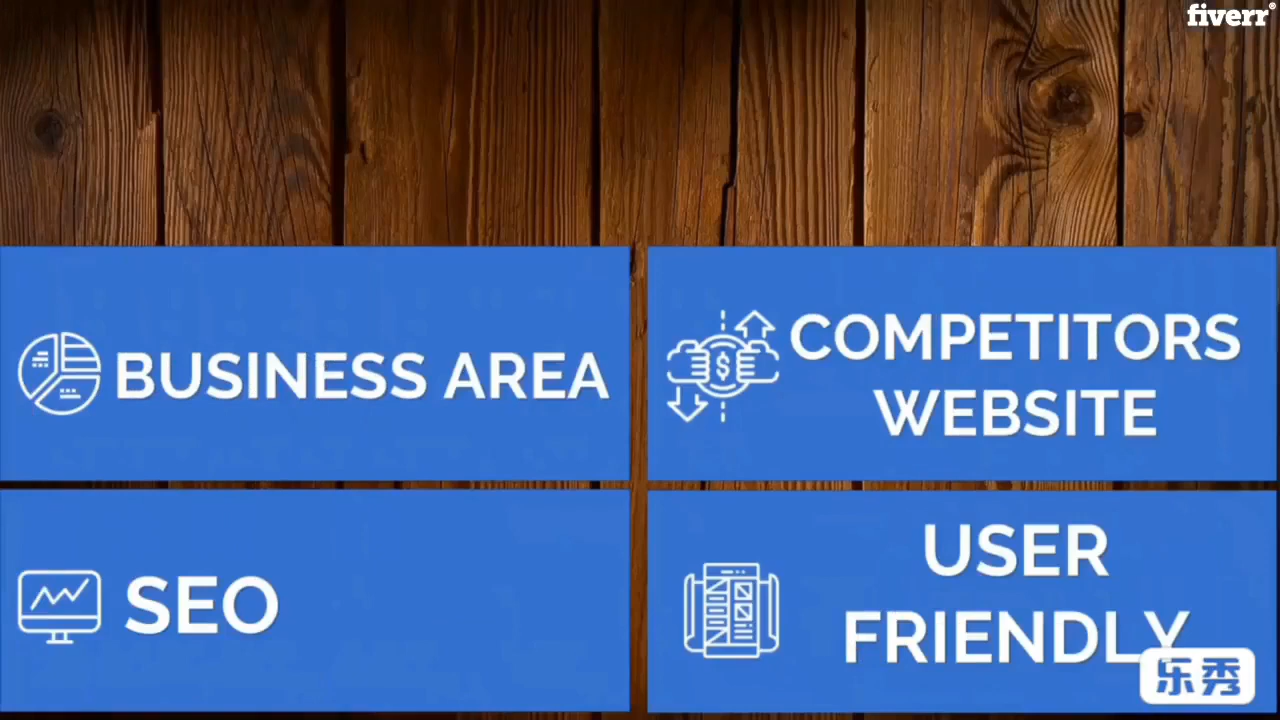 fiverr®
BUSINESS AREA
COMPETITORS
WEBSITE
$
SEO
USER
FRIENDLY
乐秀